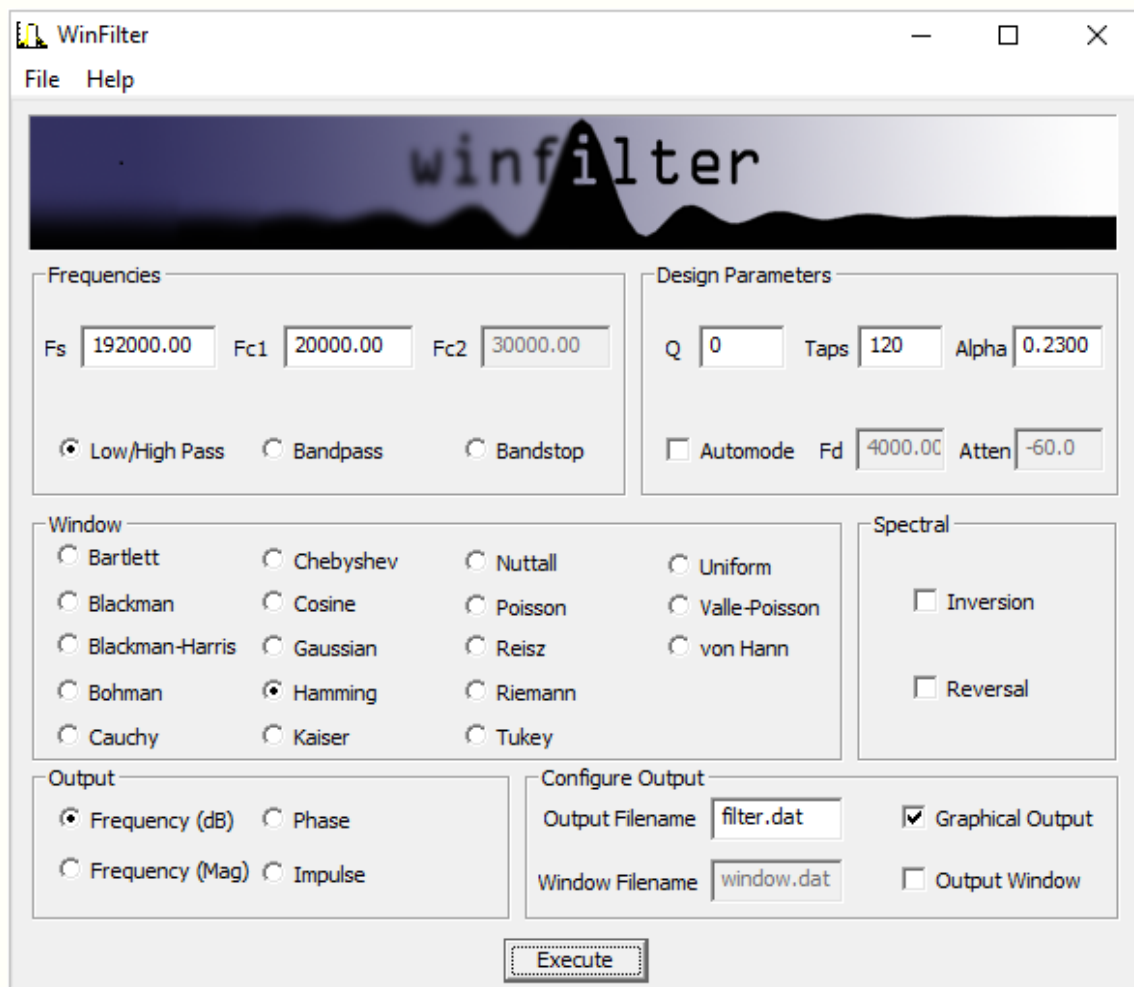 WinFilter
File Help
winfilter
Frequencies
Fs 192000.00 Fc1 20000.00 Fc2 30000.00
Low/High Pass Bandpass Bandstop
Design Parameters
Q 0 Taps 120 Alpha 0.2300
Automode Fd 4000.00 Atten -60.0
Window
Bartlett Chebyshev Nuttall Uniform
Blackman Cosine Poisson Valle-Poisson
Blackman-Harris Gaussian Reisz von Hann
Bohman Hamming Riemann
Cauchy Kaiser Tukey
Spectral
Inversion
Reversal
Output
Frequency (dB) Phase
Frequency (Mag) Impulse
Configure Output
Output Filename filter.dat Graphical Output
Window Filename window.dat Output Window
Execute